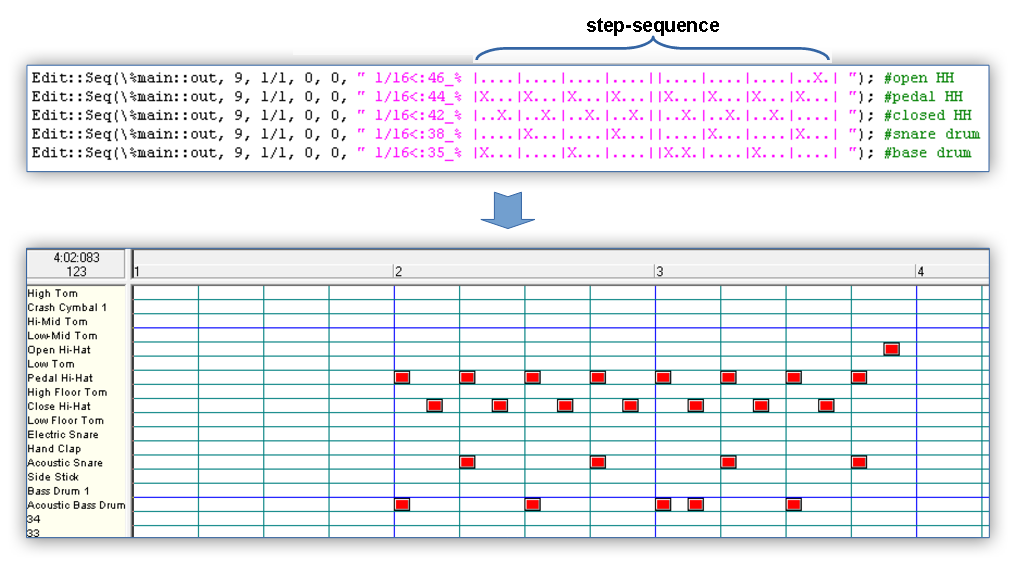 step-sequence
Edit::Seq(\%main::out, 9, 1/1, 0, 0, " 1/16<:46_% |....|....|....|....||....|....|....|..X.| "); #open HH
Edit::Seq(\%main::out, 9, 1/1, 0, 0, " 1/16<:44_% |X...|X...|X...|X...||X...|X...|X...|X...| "); #pedal HH
Edit::Seq(\%main::out, 9, 1/1, 0, 0, " 1/16<:42_% |..X.|..X.|..X.|..X.||..X.|..X.|..X.|....| "); #closed HH
Edit::Seq(\%main::out, 9, 1/1, 0, 0, " 1/16<:38_% |....|X...|....|X...||....|X...|....|X...| "); #snare drum
Edit::Seq(\%main::out, 9, 1/1, 0, 0, " 1/16<:35_% |X...|....|X...|....||X.X.|....|X...|....| "); #base drum
4:02:083
123
1 2 3 4
High Tom
Crash Cymbal 1
Hi-Mid Tom
Low-Mid Tom
Open Hi-Hat
Low Tom
Pedal Hi-Hat
High Floor Tom
Close Hi-Hat
Low Floor Tom
Electric Snare
Hand Clap
Acoustic Snare
Side Stick
Bass Drum 1
Acoustic Bass Drum
34
33